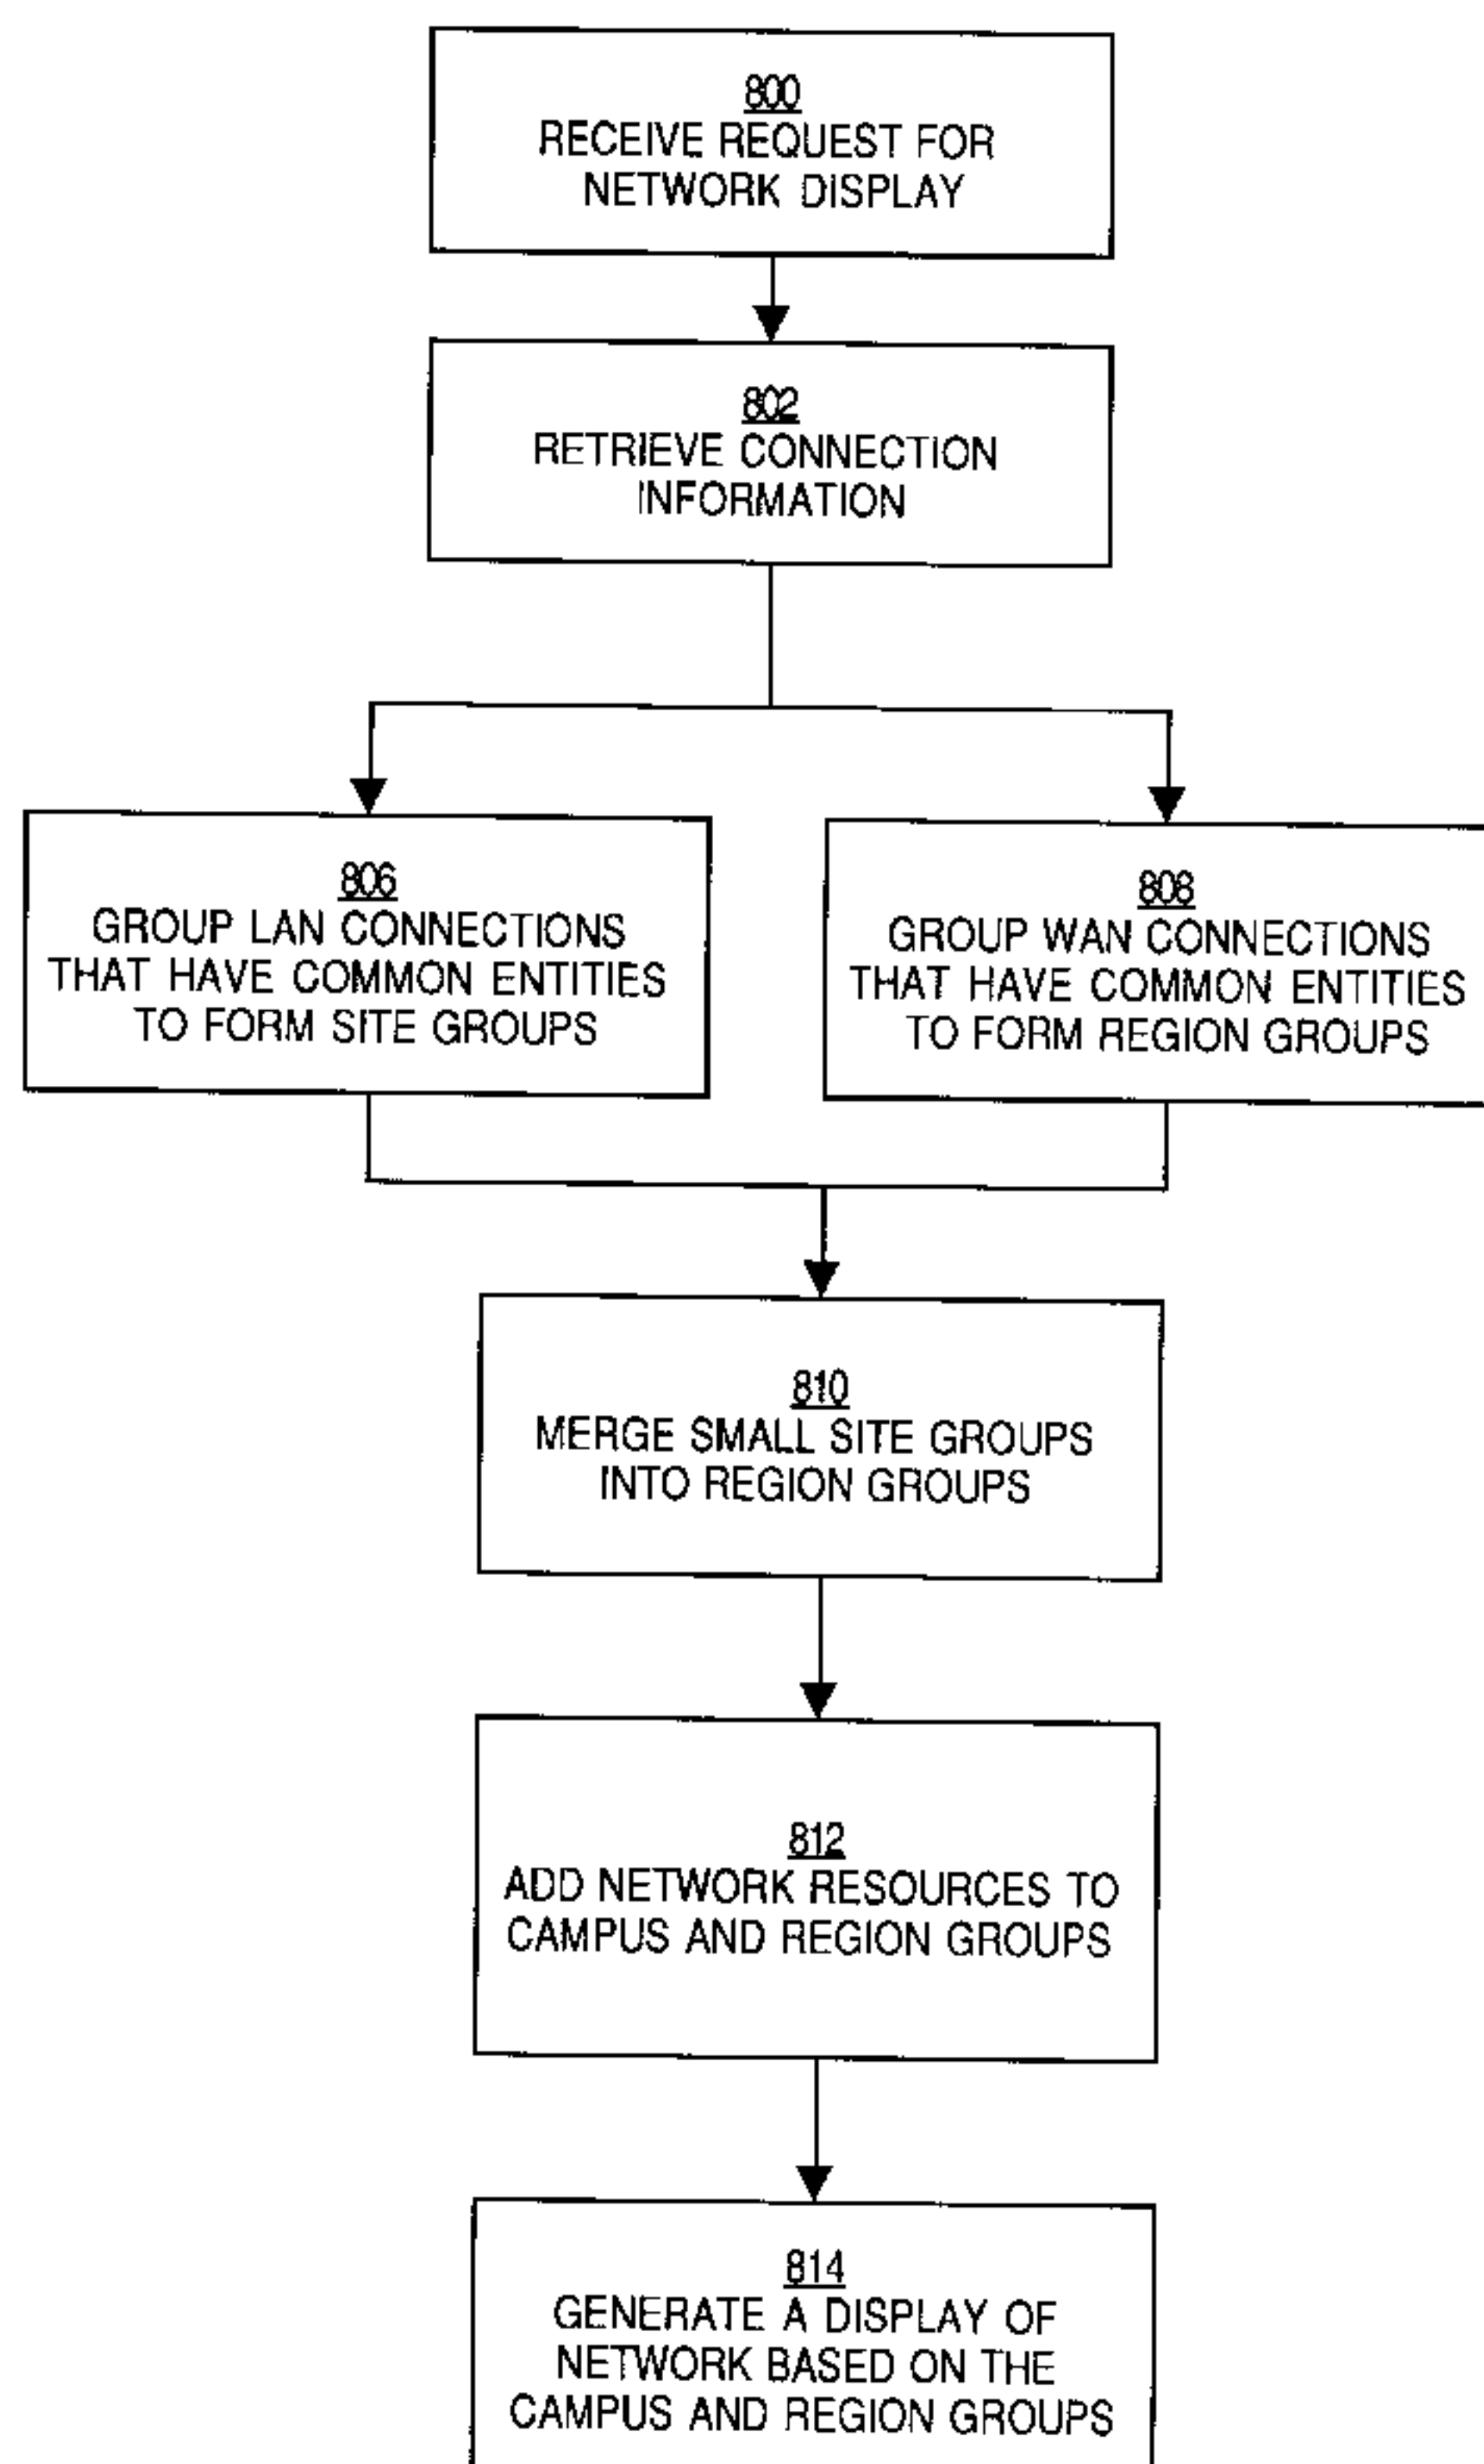 800
RECEIVE REQUEST FOR
NETWORK DISPLAY
802
RETRIEVE CONNECTION
INFORMATION
806
GROUP LAN CONNECTIONS
THAT HAVE COMMON ENTITIES
TO FORM SITE GROUPS
808
GROUP WAN CONNECTIONS
THAT HAVE COMMON ENTITIES
TO FORM REGION GROUPS
810
MERGE SMALL SITE GROUPS
INTO REGION GROUPS
812
ADD NETWORK RESOURCES TO
CAMPUS AND REGION GROUPS
814
GENERATE A DISPLAY OF
NETWORK BASED ON THE
CAMPUS AND REGION GROUPS